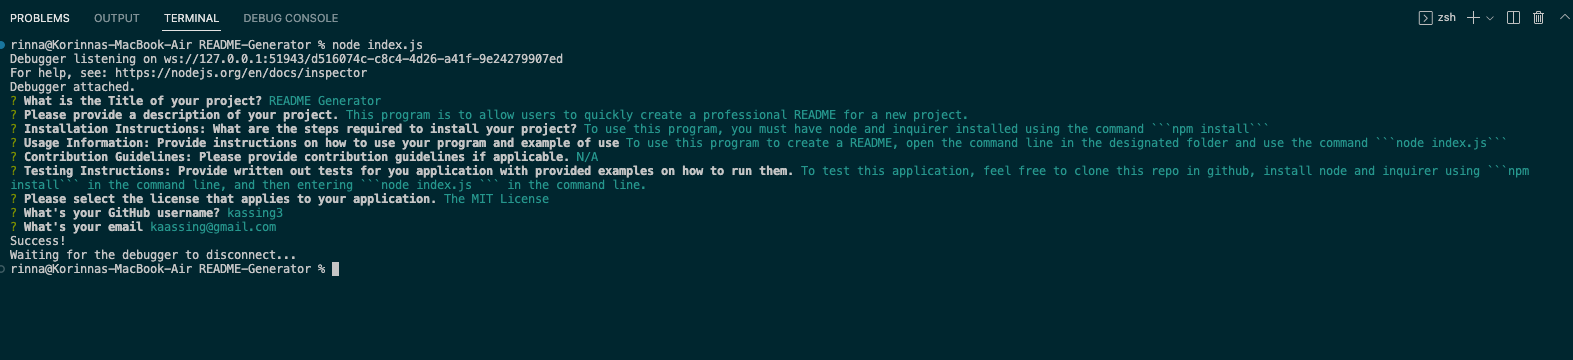 PROBLEMS OUTPUT TERMINAL DEBUG CONSOLE zsh
rinna@Korinnas-MacBook-Air README-Generator % node index.js
Debugger listening on ws://127.0.0.1:51943/d516074c-c8c4-4d26-a41f-9e24279907ed
For help, see: https://nodejs.org/en/docs/inspector
Debugger attached.
? What is the Title of your project? README Generator
? Please provide a description of your project. This program is to allow users to quickly create a professional README for a new project.
? Installation Instructions: What are the steps required to install your project? To use this program, you must have node and inquirer installed using the command ```npm install```
? Usage Information: Provide instructions on how to use your program and example of use To use this program to create a README, open the command line in the designated folder and use the command ```node index.js```
? Contribution Guidelines: Please provide contribution guidelines if applicable. N/A
? Testing Instructions: Provide written out tests for you application with provided examples on how to run them. To test this application, feel free to clone this repo in github, install node and inquirer using ```npm
install``` in the command line, and then entering ```node index.js ``` in the command line.
? Please select the license that applies to your application. The MIT License
? What's your GitHub username? kassing3
? What's your email kaassing@gmail.com
Success!
Waiting for the debugger to disconnect...
rinna@Korinnas-MacBook-Air README-Generator %